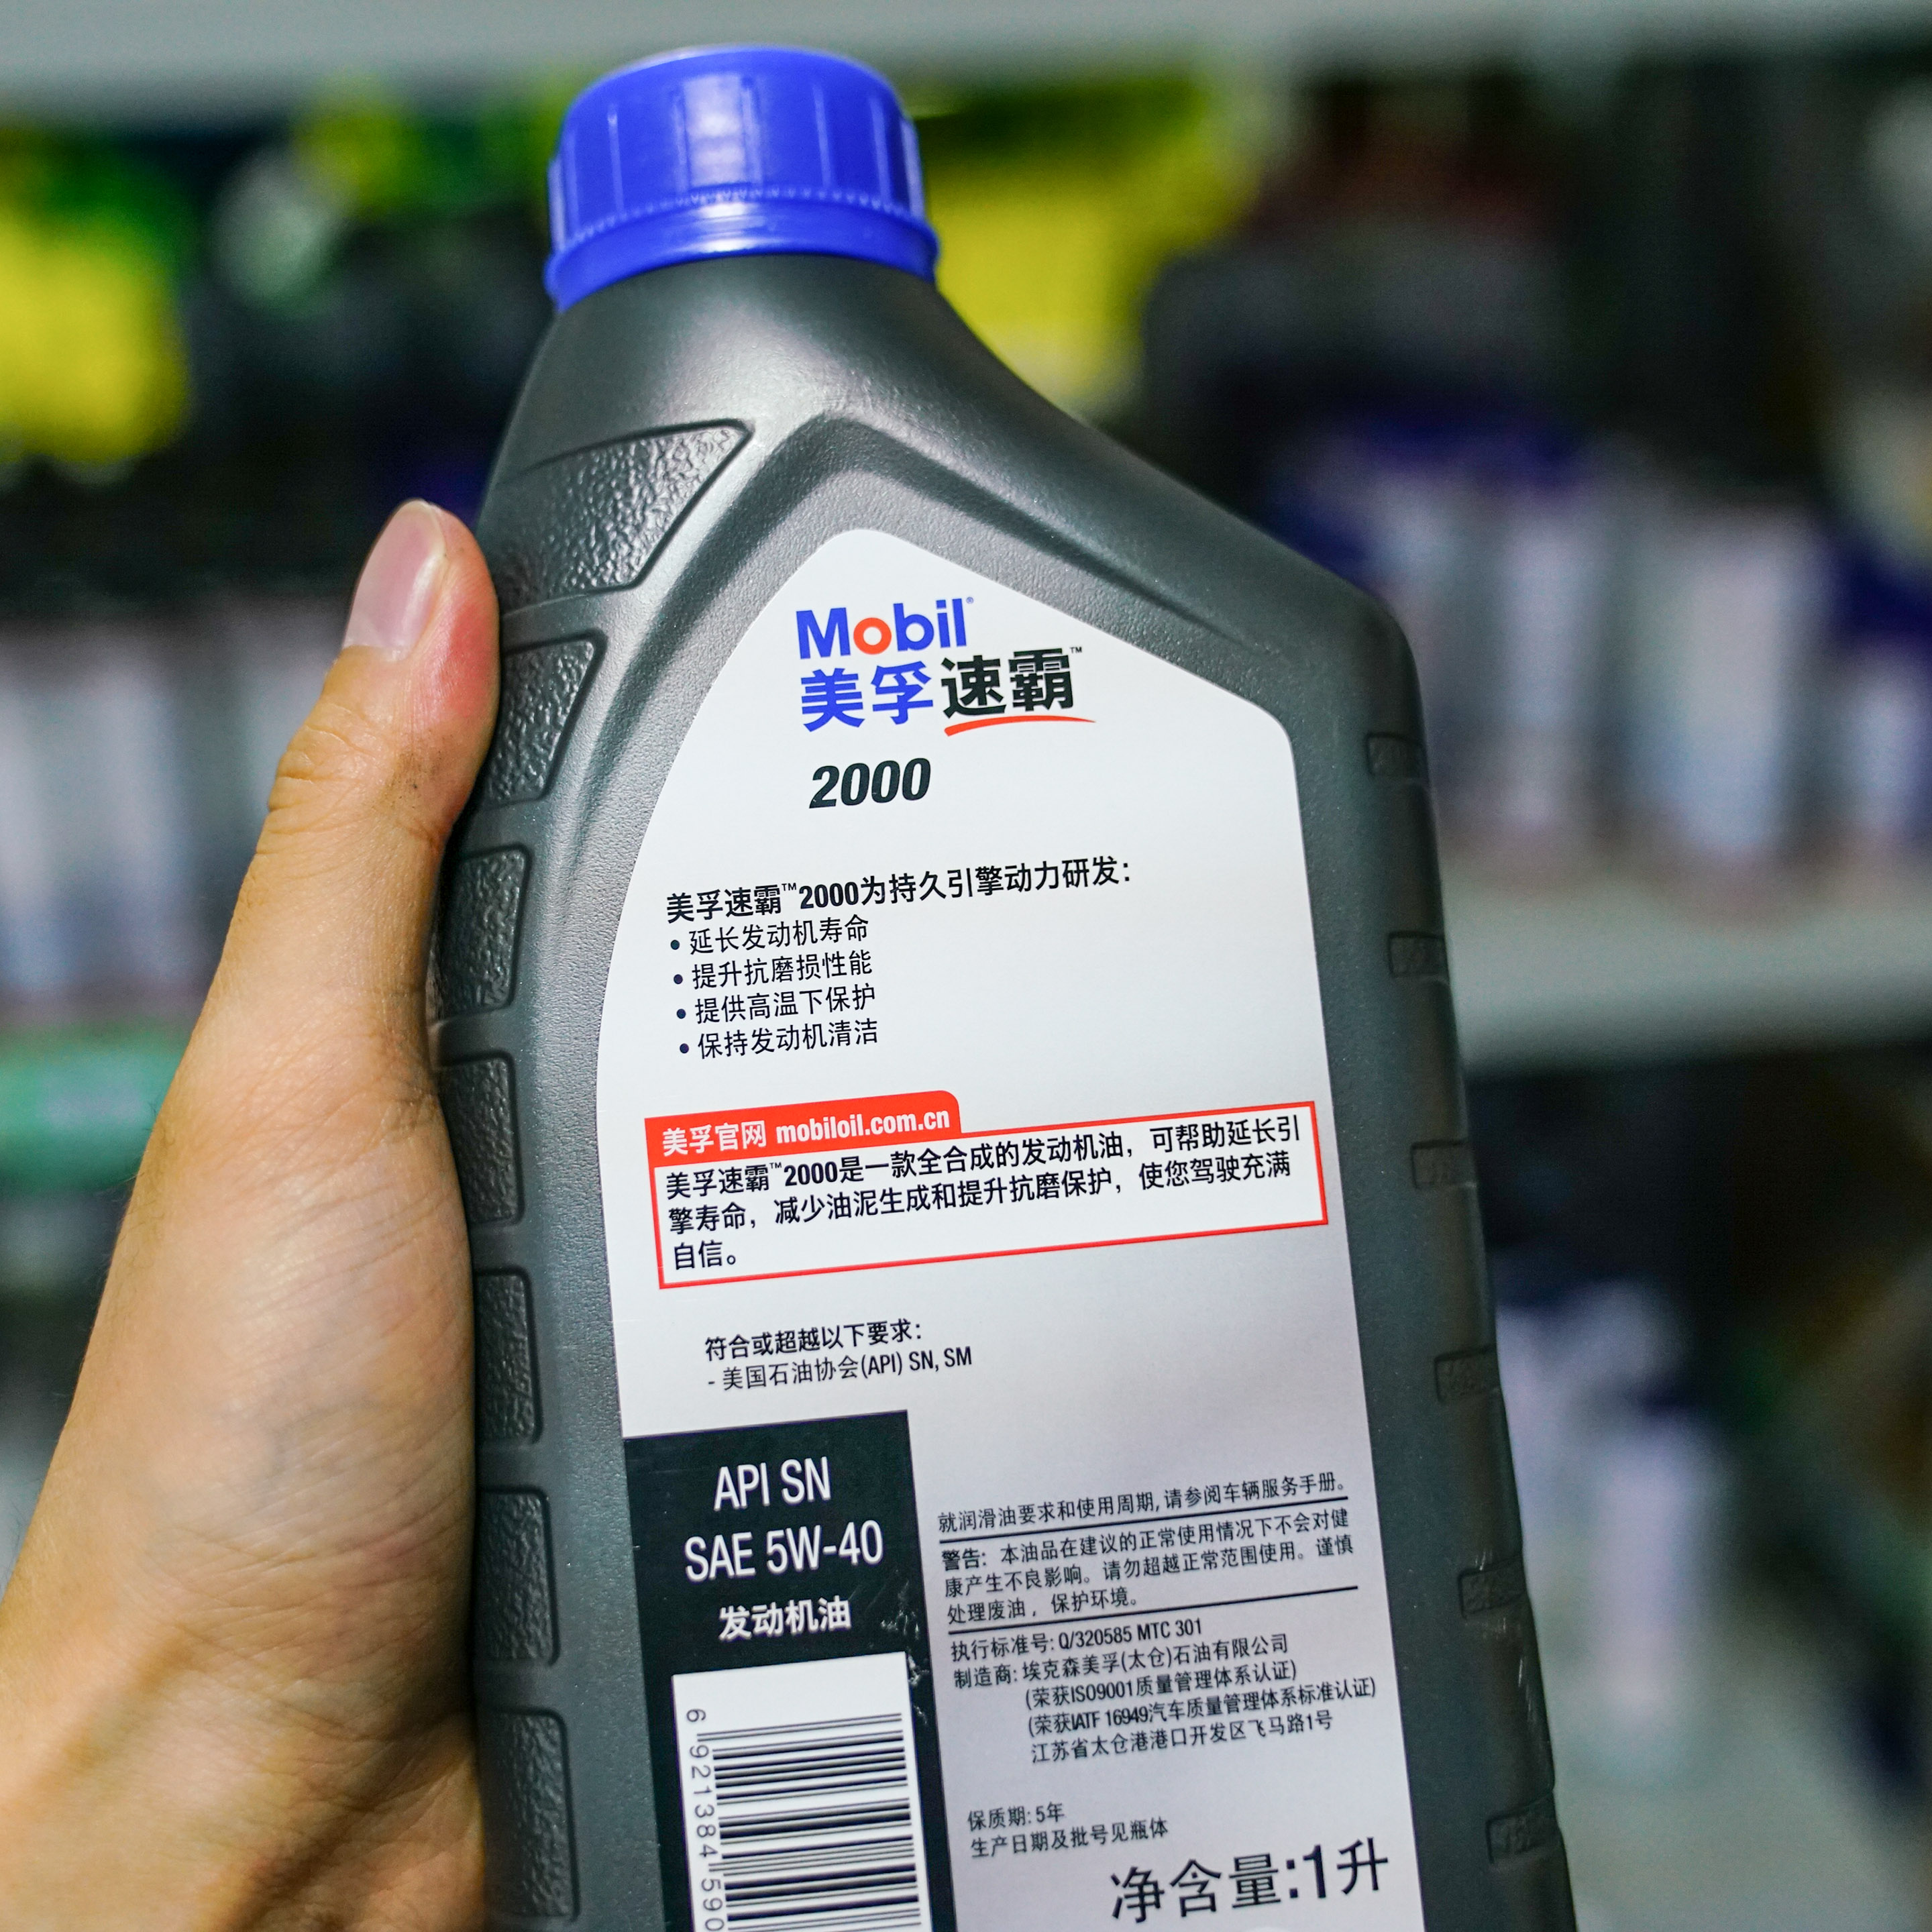 Mobil®
美孚速霸™
2000
美孚速霸™2000为持久引擎动力研发:
• 延长发动机寿命
• 提升抗磨损性能
• 提供高温下保护
• 保持发动机清洁
美孚官网 mobiloil.com.cn
美孚速霸™2000是一款全合成的发动机油，可帮助延长引
擎寿命，减少油泥生成和提升抗磨保护，使您驾驶充满
自信。
符合或超越以下要求:
- 美国石油协会(API) SN, SM
API SN
SAE 5W-40
发动机油
6 921384 590
就润滑油要求和使用周期,请参阅车辆服务手册。
警告: 本油品在建议的正常使用情况下不会对健
康产生不良影响。请勿超越正常范围使用。谨慎
处理废油，保护环境。
执行标准号: Q/320585 MTC 301
制造商: 埃克森美孚(太仓)石油有限公司
(荣获ISO9001质量管理体系认证)
(荣获IATF 16949汽车质量管理体系标准认证)
江苏省太仓港港口开发区飞马路1号
保质期: 5年
生产日期及批号见瓶体
净含量:1升